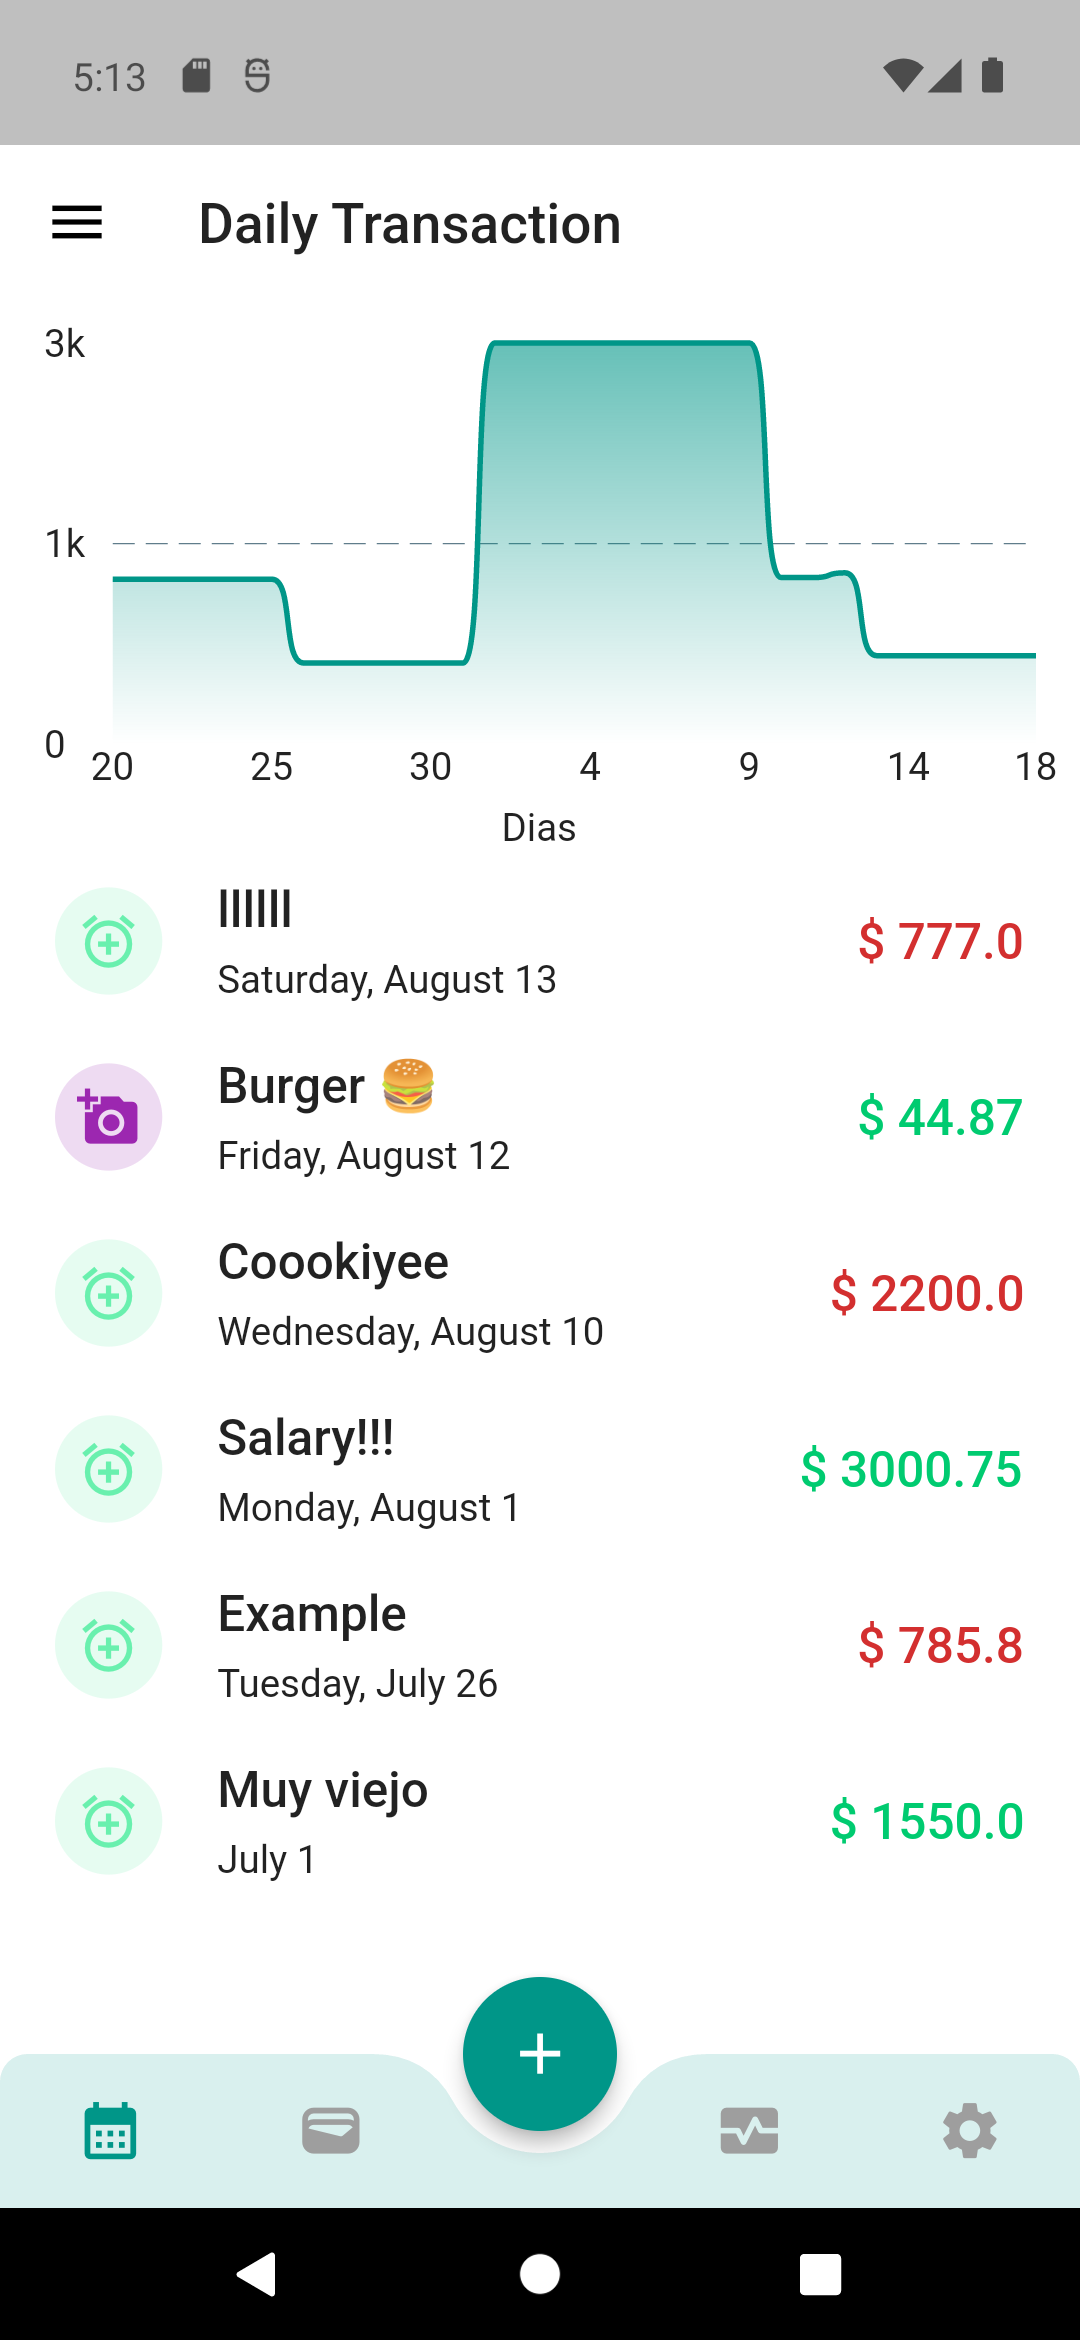 5:13
Daily Transaction
3k
1k
0
20 25 30 4 9 14 18
Dias
llllll
Saturday, August 13
$ 777.0
Burger 🍔
Friday, August 12
$ 44.87
Coookiyee
Wednesday, August 10
$ 2200.0
Salary!!!
Monday, August 1
$ 3000.75
Example
Tuesday, July 26
$ 785.8
Muy viejo
July 1
$ 1550.0